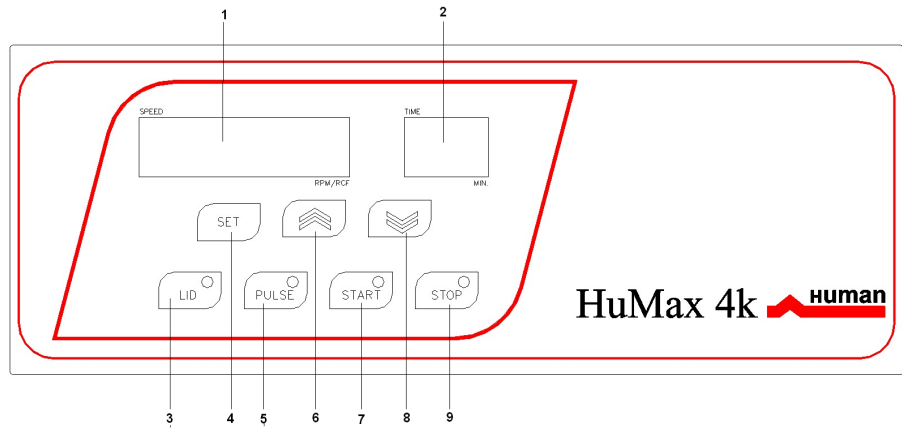 1 2
SPEED TIME
RPM/RCF MIN.
SET
LID PULSE START STOP
HuMax 4k Human
3 4 5 6 7 8 9